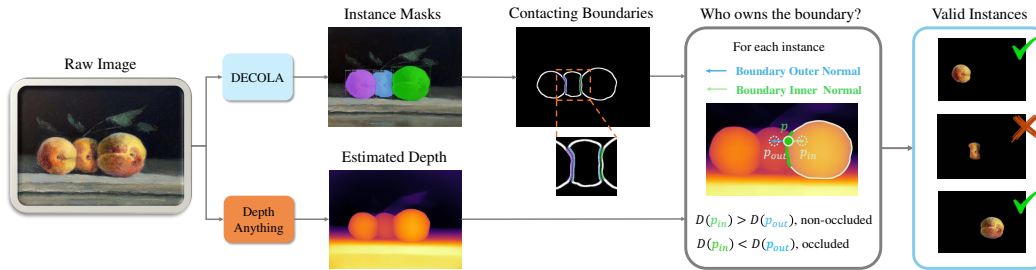 Raw Image
DECOLA
Depth
Anything
Instance Masks
Estimated Depth
Contacting Boundaries
Who owns the boundary?
For each instance
Boundary Outer Normal
Boundary Inner Normal
p
p_out p_in
D(p_in) > D(p_out), non-occluded
D(p_in) < D(p_out), occluded
Valid Instances